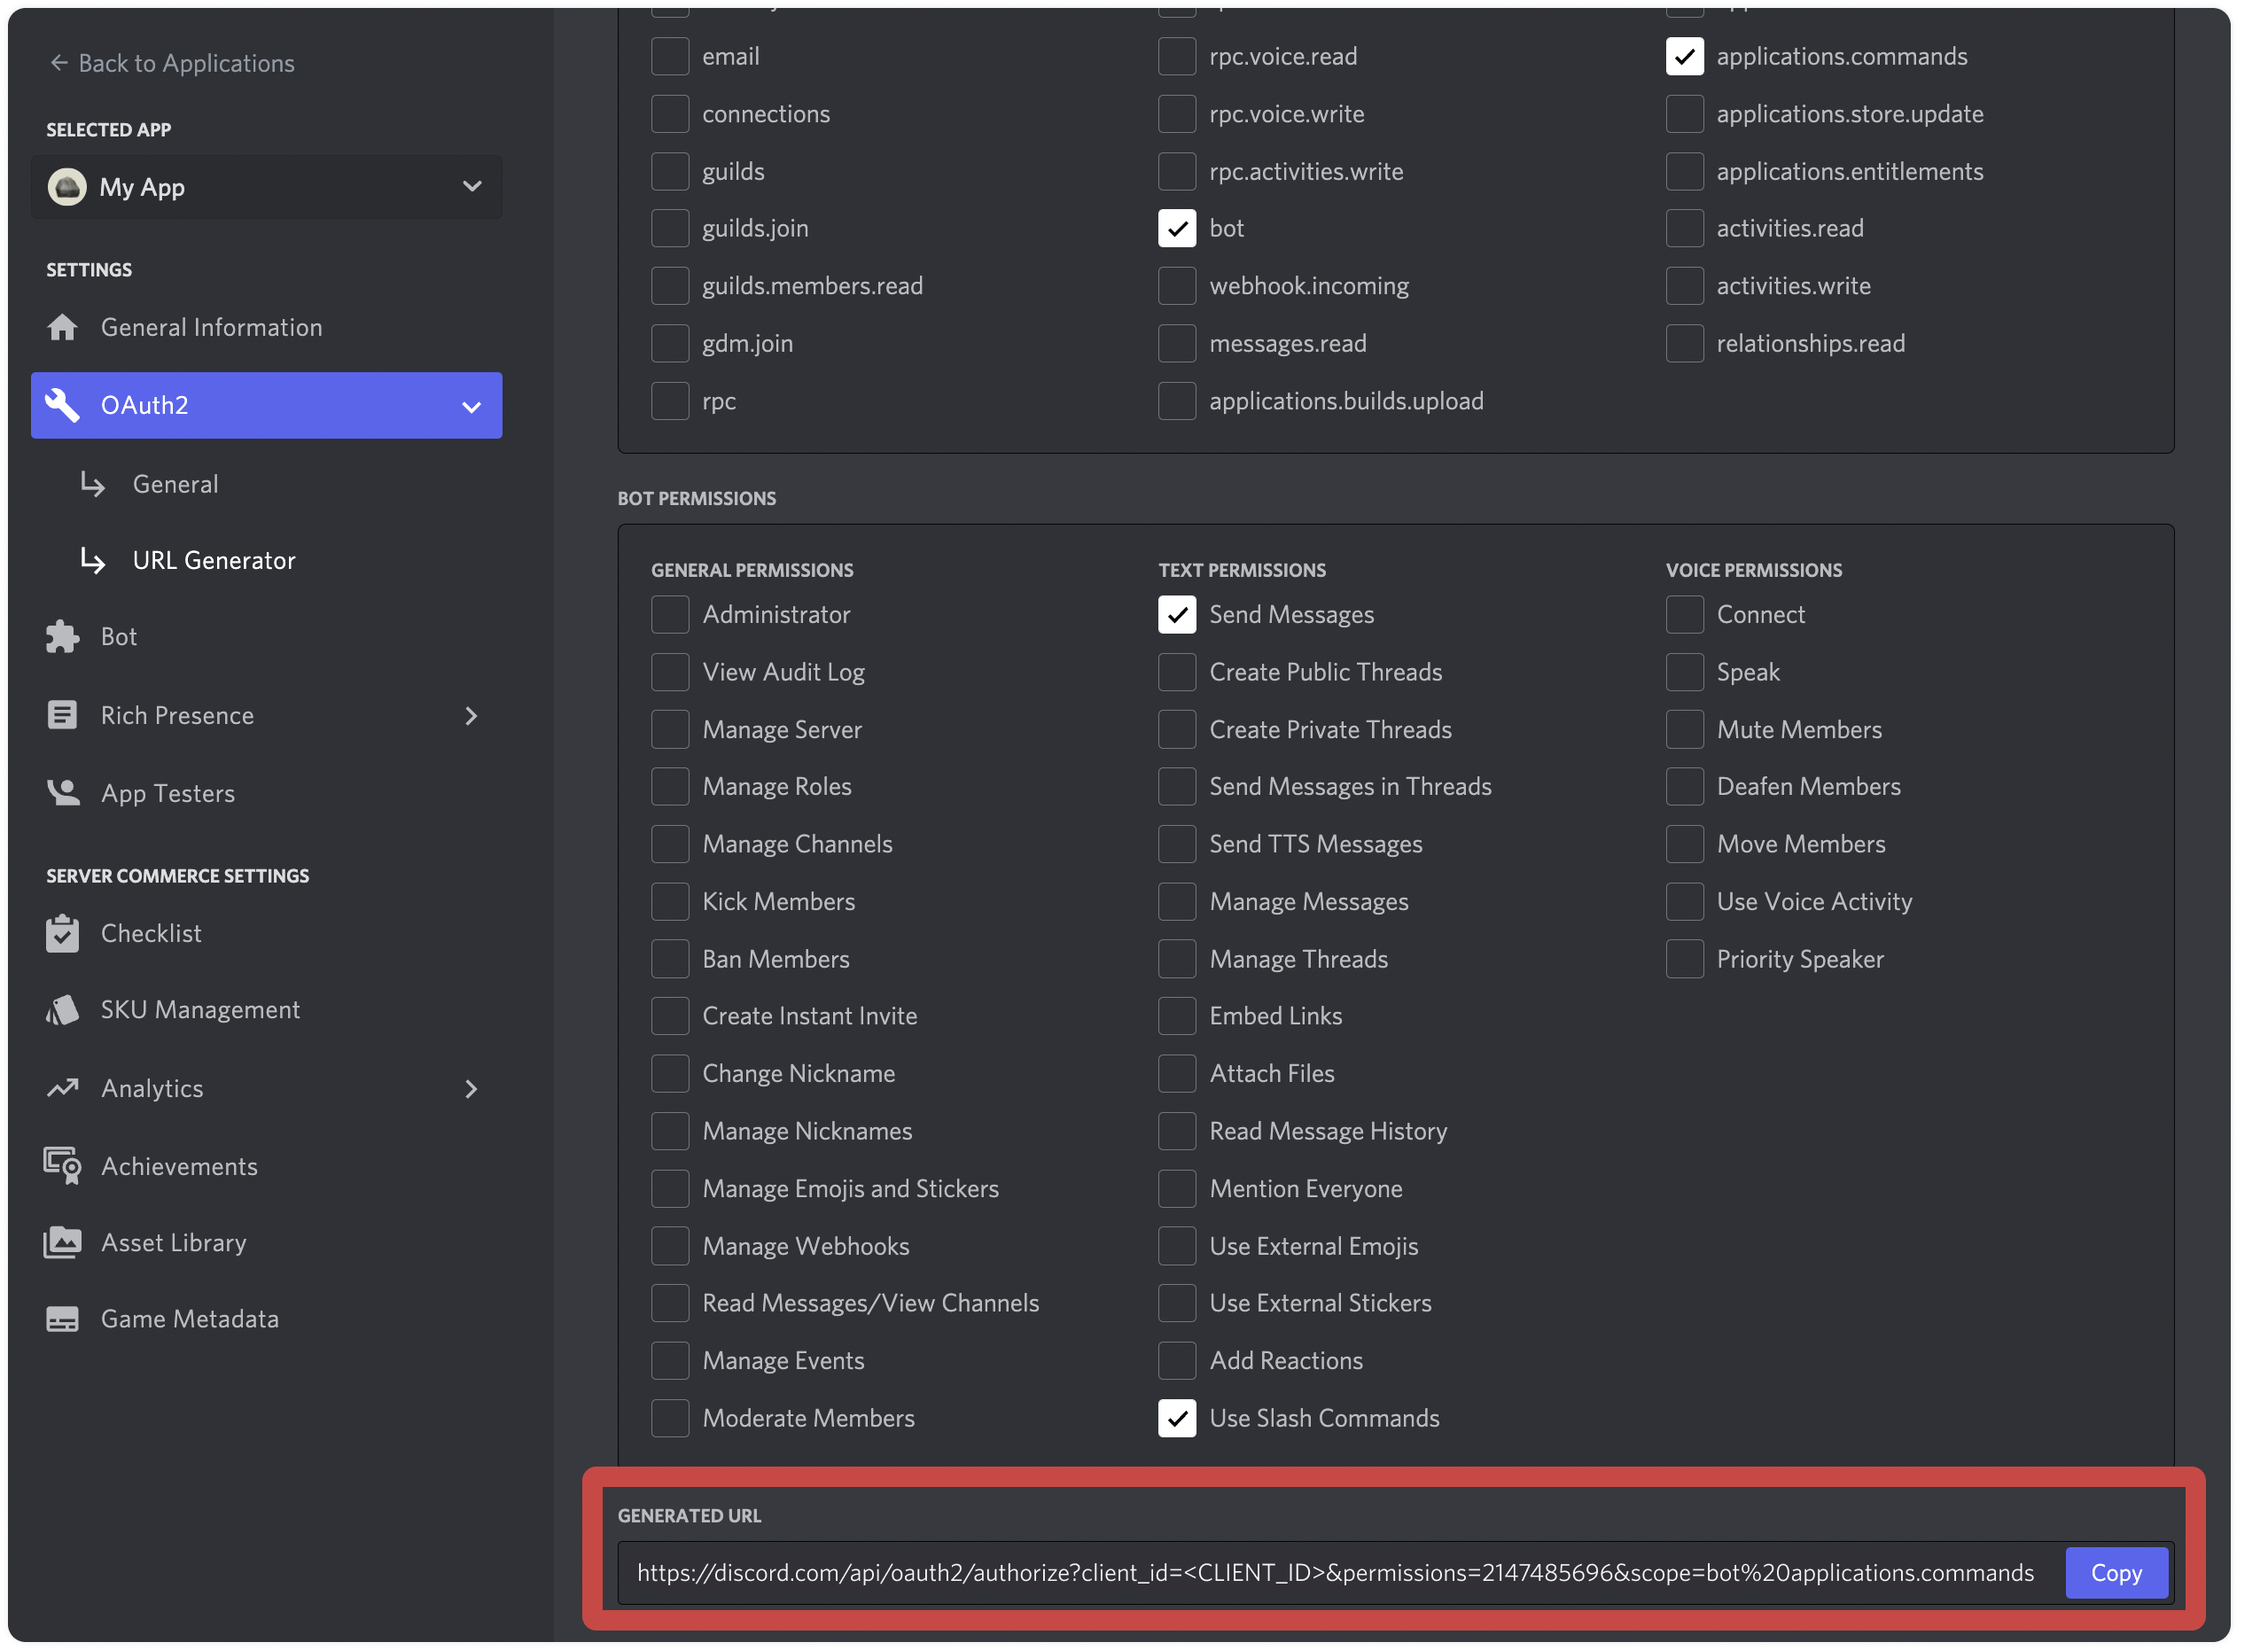 Back to Applications
SELECTED APP
My App
SETTINGS
General Information
OAuth2
General
URL Generator
Bot
Rich Presence
App Testers
SERVER COMMERCE SETTINGS
Checklist
SKU Management
Analytics
Achievements
Asset Library
Game Metadata
email
connections
guilds
guilds.join
guilds.members.read
gdm.join
rpc
rpc.voice.read
rpc.voice.write
rpc.activities.write
bot
webhook.incoming
messages.read
applications.builds.upload
applications.commands
applications.store.update
applications.entitlements
activities.read
activities.write
relationships.read
BOT PERMISSIONS
GENERAL PERMISSIONS
Administrator
View Audit Log
Manage Server
Manage Roles
Manage Channels
Kick Members
Ban Members
Create Instant Invite
Change Nickname
Manage Nicknames
Manage Emojis and Stickers
Manage Webhooks
Read Messages/View Channels
Manage Events
Moderate Members
TEXT PERMISSIONS
Send Messages
Create Public Threads
Create Private Threads
Send Messages in Threads
Send TTS Messages
Manage Messages
Manage Threads
Embed Links
Attach Files
Read Message History
Mention Everyone
Use External Emojis
Use External Stickers
Add Reactions
Use Slash Commands
VOICE PERMISSIONS
Connect
Speak
Mute Members
Deafen Members
Move Members
Use Voice Activity
Priority Speaker
GENERATED URL
https://discord.com/api/oauth2/authorize?client_id=<CLIENT_ID>&permissions=2147485696&scope=bot%20applications.commands
Copy